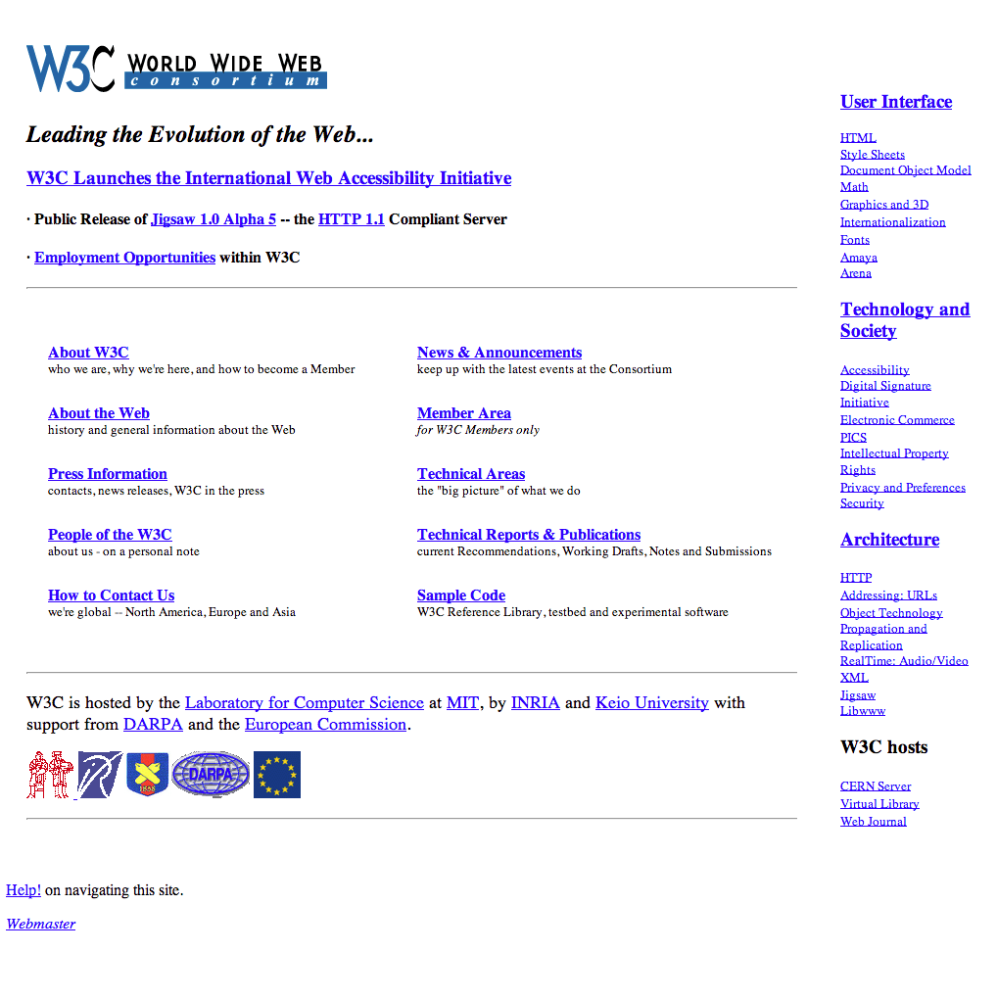 W3C WORLD WIDE WEB
consortium
Leading the Evolution of the Web...
W3C Launches the International Web Accessibility Initiative
· Public Release of Jigsaw 1.0 Alpha 5 -- the HTTP 1.1 Compliant Server
· Employment Opportunities within W3C
About W3C
who we are, why we're here, and how to become a Member
News & Announcements
keep up with the latest events at the Consortium
About the Web
history and general information about the Web
Member Area
for W3C Members only
Press Information
contacts, news releases, W3C in the press
Technical Areas
the "big picture" of what we do
People of the W3C
about us - on a personal note
Technical Reports & Publications
current Recommendations, Working Drafts, Notes and Submissions
How to Contact Us
we're global -- North America, Europe and Asia
Sample Code
W3C Reference Library, testbed and experimental software
W3C is hosted by the Laboratory for Computer Science at MIT, by INRIA and Keio University with
support from DARPA and the European Commission.
1858
DARPA
User Interface
HTML
Style Sheets
Document Object Model
Math
Graphics and 3D
Internationalization
Fonts
Amaya
Arena
Technology and
Society
Accessibility
Digital Signature
Initiative
Electronic Commerce
PICS
Intellectual Property
Rights
Privacy and Preferences
Security
Architecture
HTTP
Addressing: URLs
Object Technology
Propagation and
Replication
RealTime: Audio/Video
XML
Jigsaw
Libwww
W3C hosts
CERN Server
Virtual Library
Web Journal
Help! on navigating this site.
Webmaster